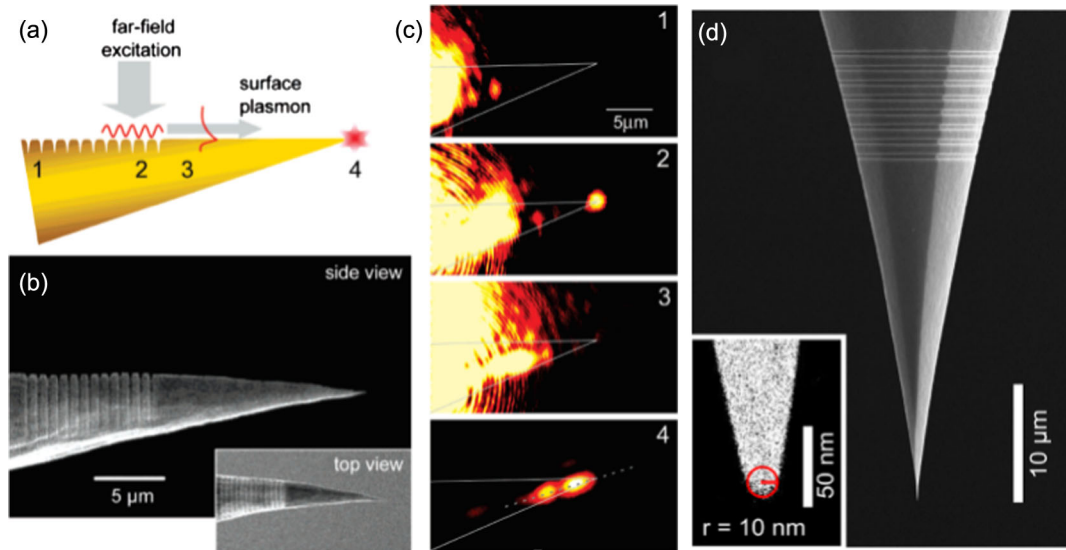 (a)
far-field
excitation
surface
plasmon
1
2
3
4
(b)
side view
5 µm
top view
(c)
1
5µm
2
3
4
(d)
50 nm
r = 10 nm
10 µm